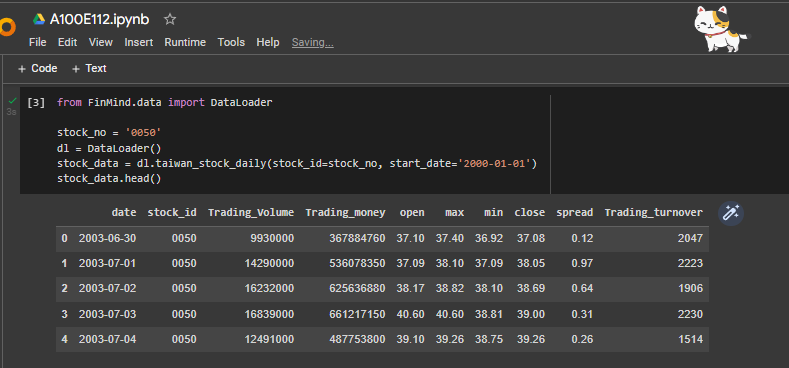 A100E112.ipynb
File Edit View Insert Runtime Tools Help Saving...
+ Code + Text
[3] from FinMind.data import DataLoader
3s
stock_no = '0050'
dl = DataLoader()
stock_data = dl.taiwan_stock_daily(stock_id=stock_no, start_date='2000-01-01')
stock_data.head()
date stock_id Trading_Volume Trading_money open max min close spread Trading_turnover
0 2003-06-30 0050 9930000 367884760 37.10 37.40 36.92 37.08 0.12 2047
1 2003-07-01 0050 14290000 536078350 37.09 38.10 37.09 38.05 0.97 2223
2 2003-07-02 0050 16232000 625636880 38.17 38.82 38.10 38.69 0.64 1906
3 2003-07-03 0050 16839000 661217150 40.60 40.60 38.81 39.00 0.31 2230
4 2003-07-04 0050 12491000 487753800 39.10 39.26 38.75 39.26 0.26 1514